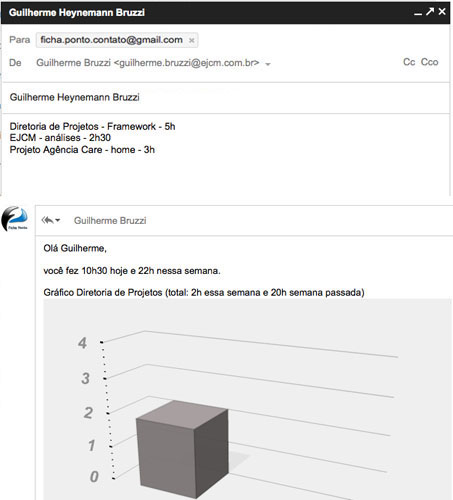 Guilherme Heynemann Bruzzi
Para ficha.ponto.contato@gmail.com ×
De Guilherme Bruzzi <guilherme.bruzzi@ejcm.com.br> Cc Cco
Guilherme Heynemann Bruzzi
Diretoria de Projetos - Framework - 5h
EJCM - análises - 2h30
Projeto Agência Care - home - 3h
Guilherme Bruzzi
Olá Guilherme,
você fez 10h30 hoje e 22h nessa semana.
Gráfico Diretoria de Projetos (total: 2h essa semana e 20h semana passada)
4
3
2
1
0